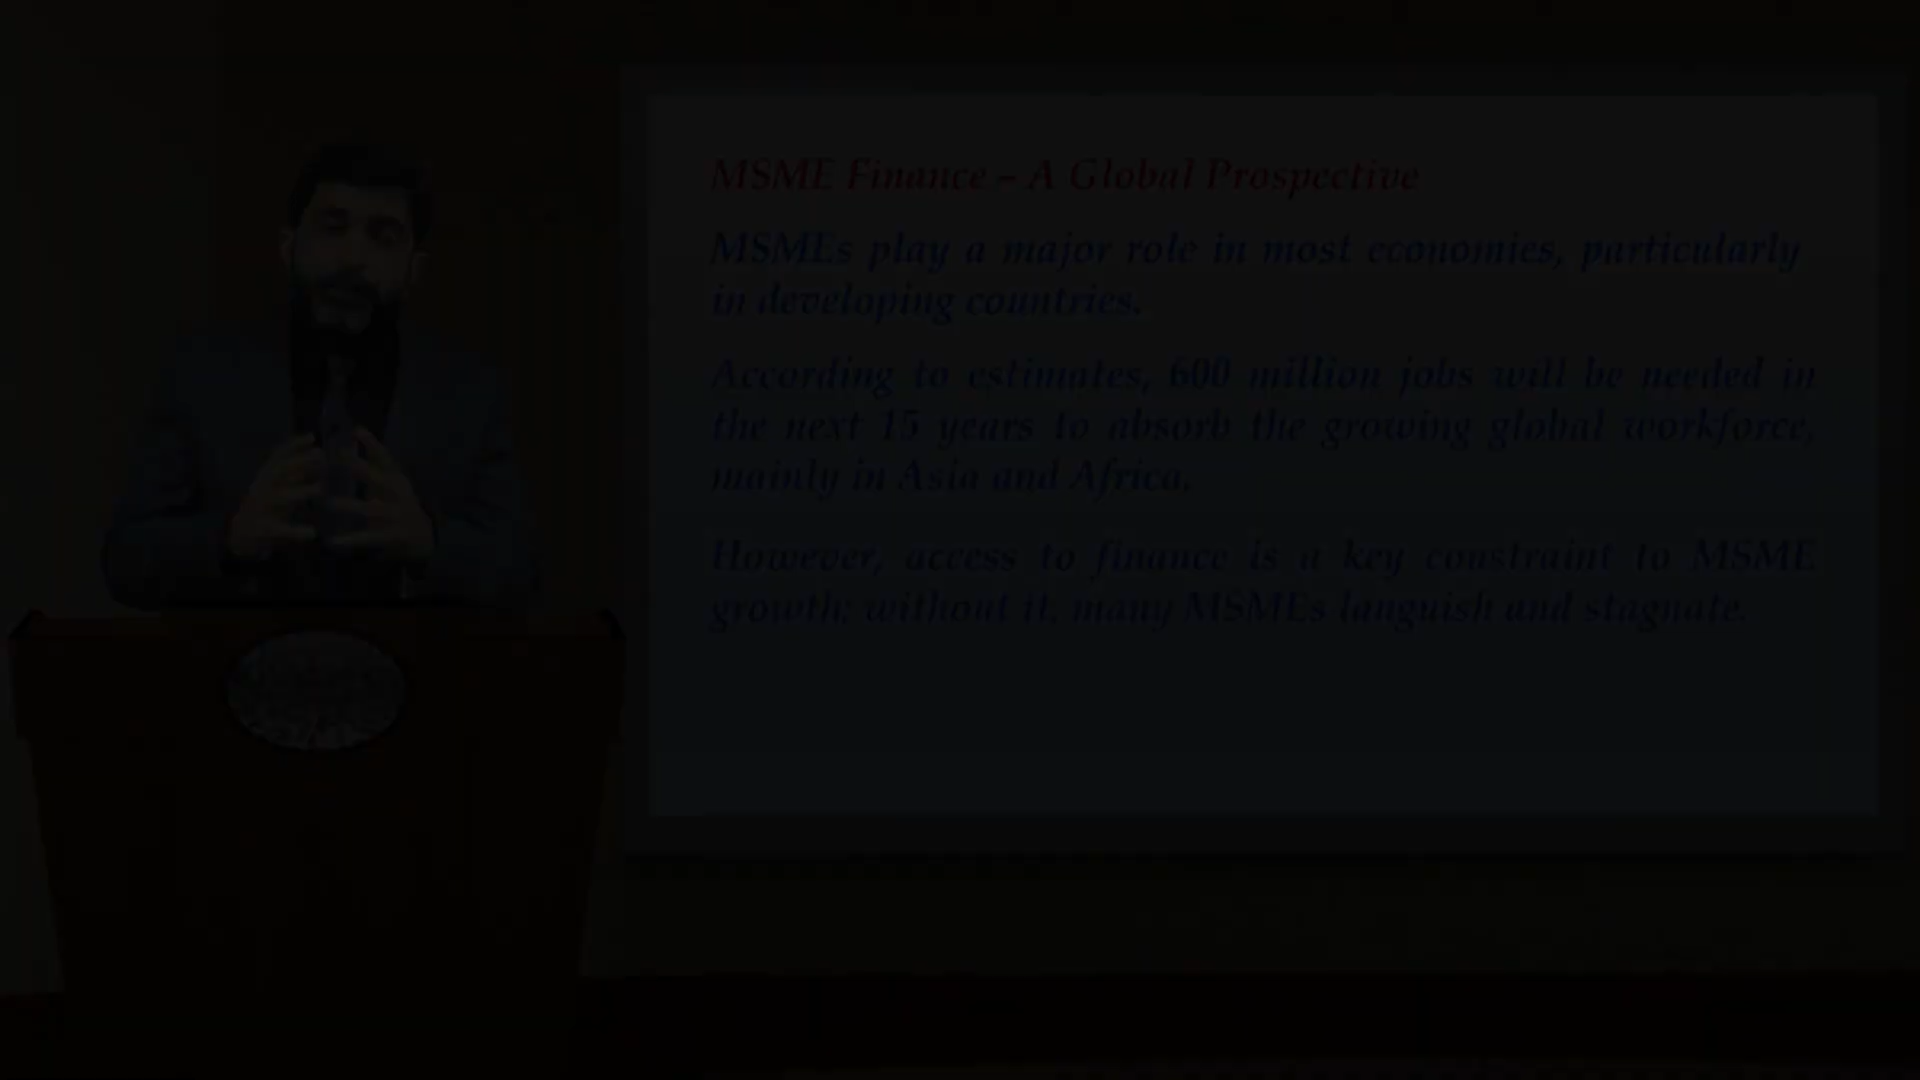 MSME Finance – A Global Prospective
MSMEs play a major role in most economies, particularly
in developing countries.
According to estimates, 600 million jobs will be needed in
the next 15 years to absorb the growing global workforce,
mainly in Asia and Africa.
However, access to finance is a key constraint to MSME
growth; without it, many MSMEs languish and stagnate.